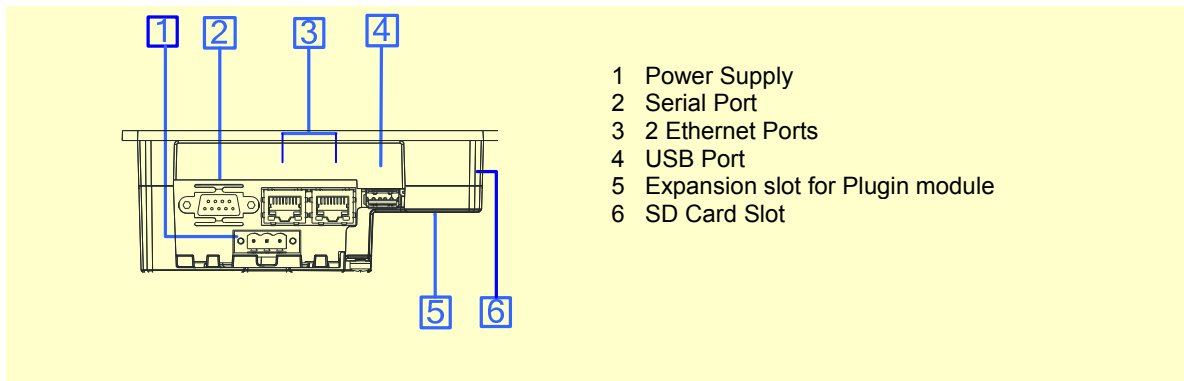 1 2 3 4
1 Power Supply
2 Serial Port
3 2 Ethernet Ports
4 USB Port
5 Expansion slot for Plugin module
6 SD Card Slot
5 6